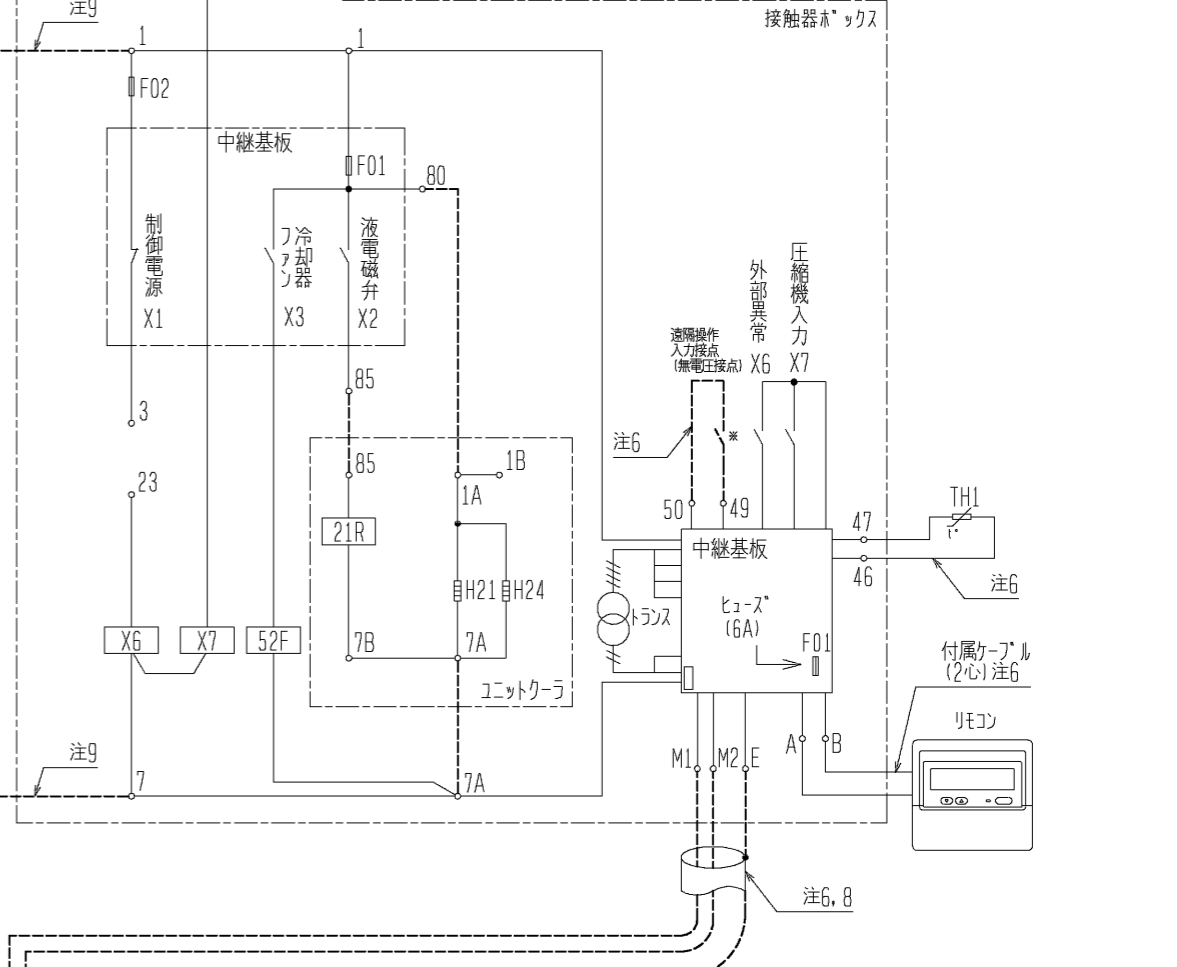 注9
接触器ﾎﾞｯｸｽ
1
1
F02
中継基板
F01
80
制御電源
X1
冷却器
ファン
X3
液電磁弁
X2
外部異常
X6
圧縮機入力
X7
遠隔操作
入力接点
(無電圧接点)
85
3
注6
※
85
1B
23
1A
50
49
TH1
47
21R
中継基板
ﾋﾟ
46
注6
H21
H24
トランス
ﾋｭｰｽﾞ
(6A)
F01
X6
X7
52F
7B
7A
付属ｹｰﾌﾞﾙ
(2心)注6
ユニットクーラ
リモコン
注9
M1
M2
E
A
B
7
7A
注6,8